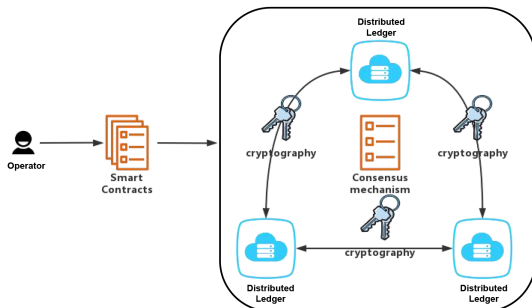 Distributed
Ledger
cryptography
cryptography
Operator
Smart
Contracts
Consensus
mechanism
cryptography
Distributed
Ledger
Distributed
Ledger